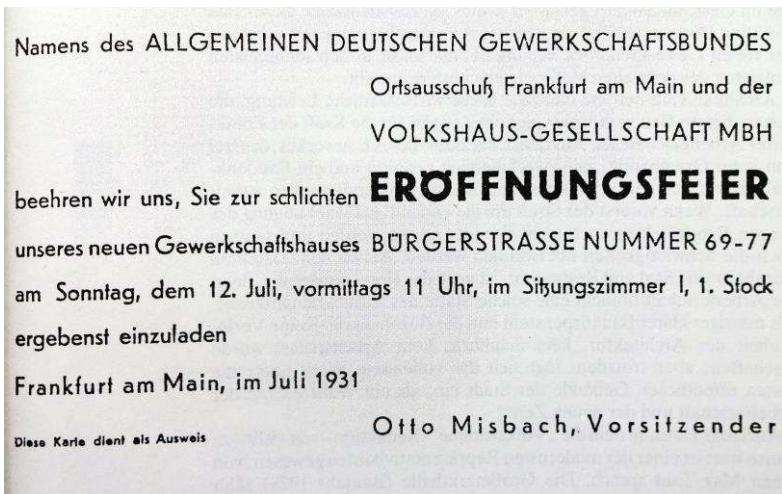 Namens des ALLGEMEINEN DEUTSCHEN GEWERKSCHAFTSBUNDES
Ortsausschuß Frankfurt am Main und der
VOLKSHAUS-GESELLSCHAFT MBH
beehren wir uns, Sie zur schlichten ERÖFFNUNGSFEIER
unseres neuen Gewerkschaftshauses BÜRGERSTRASSE NUMMER 69-77
am Sonntag, dem 12. Juli, vormittags 11 Uhr, im Sitzungszimmer I, 1. Stock
ergebenst einzuladen
Frankfurt am Main, im Juli 1931
Diese Karte dient als Ausweis
Otto Misbach, Vorsitzender